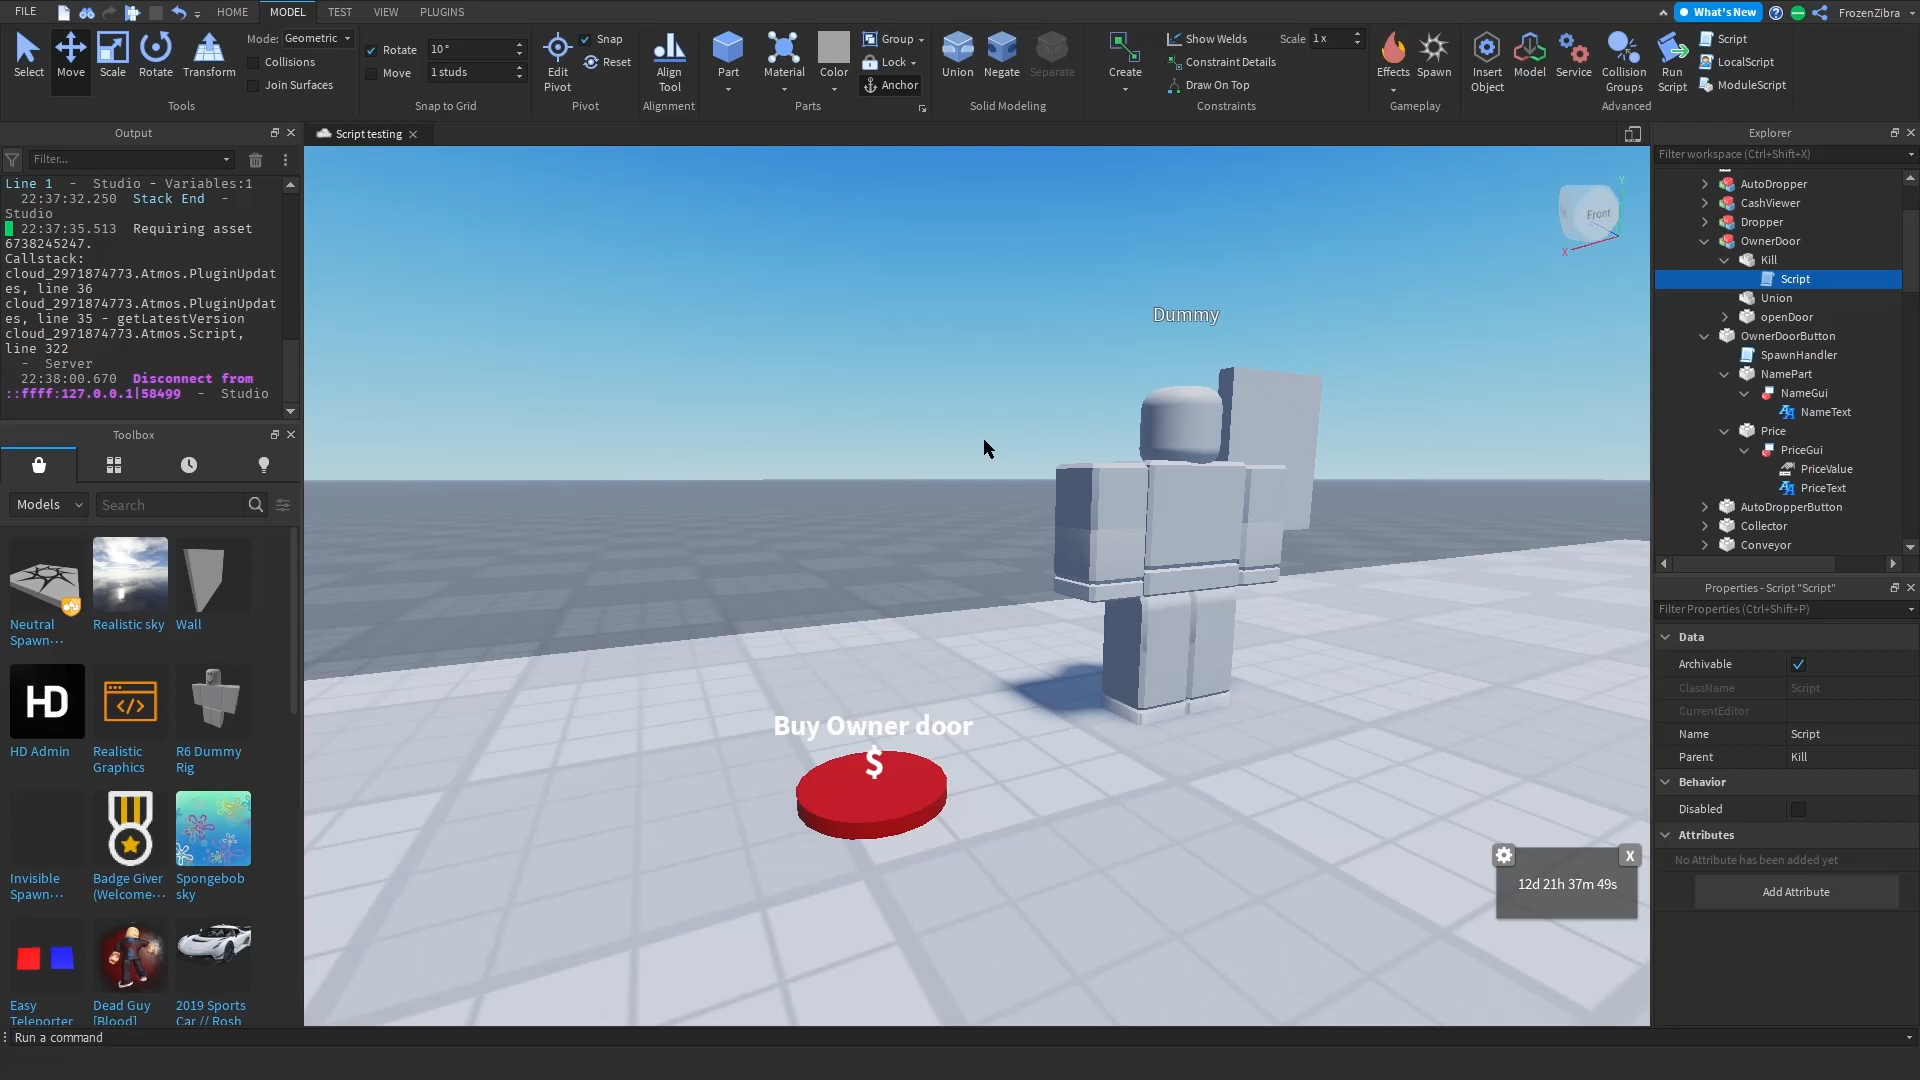 FILE HOME MODEL TEST VIEW PLUGINS What's New FrozenZibra
Select Move Scale Rotate Transform Mode: Geometric Collisions Join Surfaces Tools
Rotate 10° Move 1 studs Snap to Grid
Edit Pivot Snap Reset Pivot
Align Tool Alignment
Part Material Color Group Lock Anchor Parts
Union Negate Separate Solid Modeling
Create Show Welds Scale 1 x Constraint Details Draw On Top Constraints
Effects Spawn Gameplay
Insert Object Model Service Collision Groups Run Script Script LocalScript ModuleScript Advanced
Output
Filter...
Line 1 - Studio - Variables:1
22:37:32.250 Stack End -
Studio
22:37:35.513 Requiring asset
6738245247.
Callstack:
cloud_2971874773.Atmos.PluginUpdat
es, line 36
cloud_2971874773.Atmos.PluginUpdat
es, line 35 - getLatestVersion
cloud_2971874773.Atmos.Script,
line 322
- Server
22:38:00.670 Disconnect from
::ffff:127.0.0.1|58499 - Studio
Toolbox
Models Search
Neutral Spawn...
Realistic sky
Wall
HD
HD Admin
Realistic Graphics
R6 Dummy Rig
Invisible Spawn...
Badge Giver (Welcome...
Spongebob sky
Easy Teleporter
Dead Guy [Blood]
2019 Sports Car // Rosh
Script testing
Front
Y
X
Dummy
Buy Owner door
$
X
12d 21h 37m 49s
Explorer
Filter workspace (Ctrl+Shift+X)
AutoDropper
CashViewer
Dropper
OwnerDoor
Kill
Script
Union
openDoor
OwnerDoorButton
SpawnHandler
NamePart
NameGui
NameText
Price
PriceGui
PriceValue
PriceText
AutoDropperButton
Collector
Conveyor
Properties - Script "Script"
Filter Properties (Ctrl+Shift+P)
Data
Archivable
ClassName Script
CurrentEditor
Name Script
Parent Kill
Behavior
Disabled
Attributes
No Attribute has been added yet
Add Attribute
Run a command